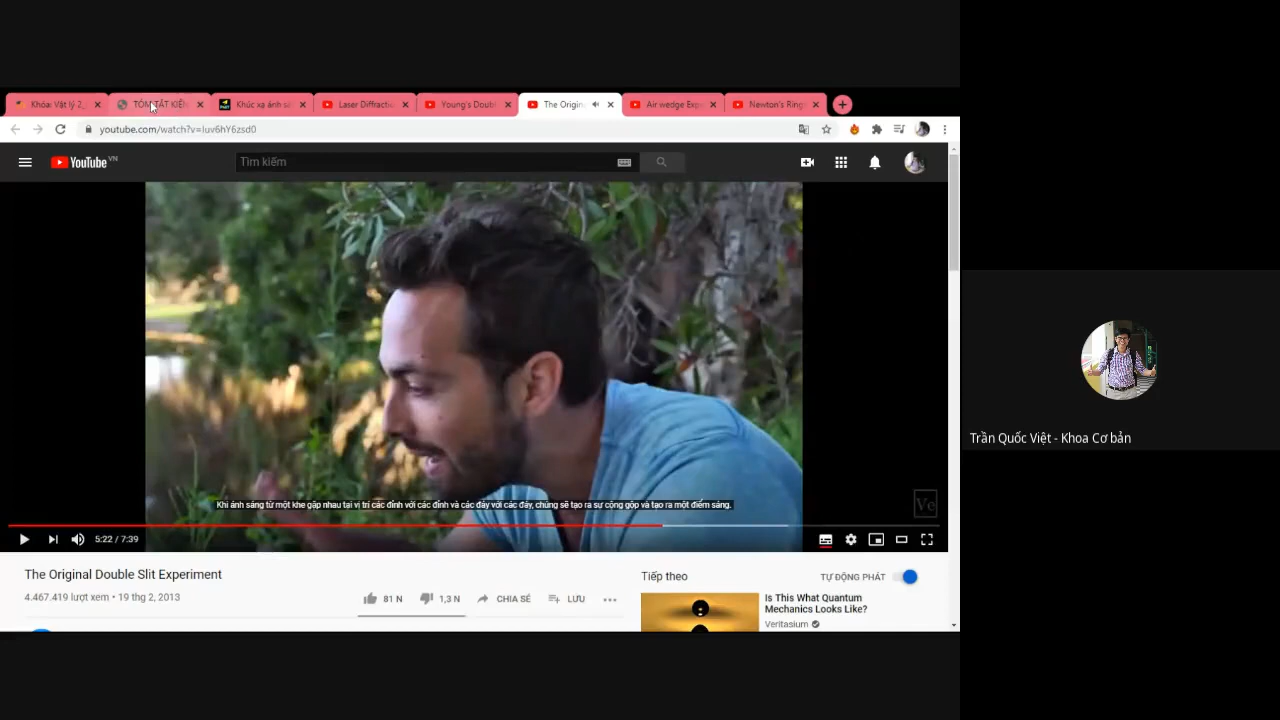 Khóa: Vật lý 2_
TÓM TẮT KIẾN
Khúc xạ ánh sá
Laser Diffractio
Young's Doubl
The Origin
Air wedge Exp
Newton's Ring
youtube.com/watch?v=Iuv6hY6zsd0
YouTube VN
Tìm kiếm
Khi ánh sáng từ một khe gặp nhau tại vị trí các đỉnh với các đỉnh và các đáy với các đáy, chúng sẽ tạo ra sự cộng gộp và tạo ra một điểm sáng.
Ve
5:22 / 7:39
The Original Double Slit Experiment
4.467.419 lượt xem • 19 thg 2, 2013
81 N
1,3 N
CHIA SẺ
LƯU
Tiếp theo
TỰ ĐỘNG PHÁT
Is This What Quantum
Mechanics Looks Like?
Veritasium
Trần Quốc Việt - Khoa Cơ bản